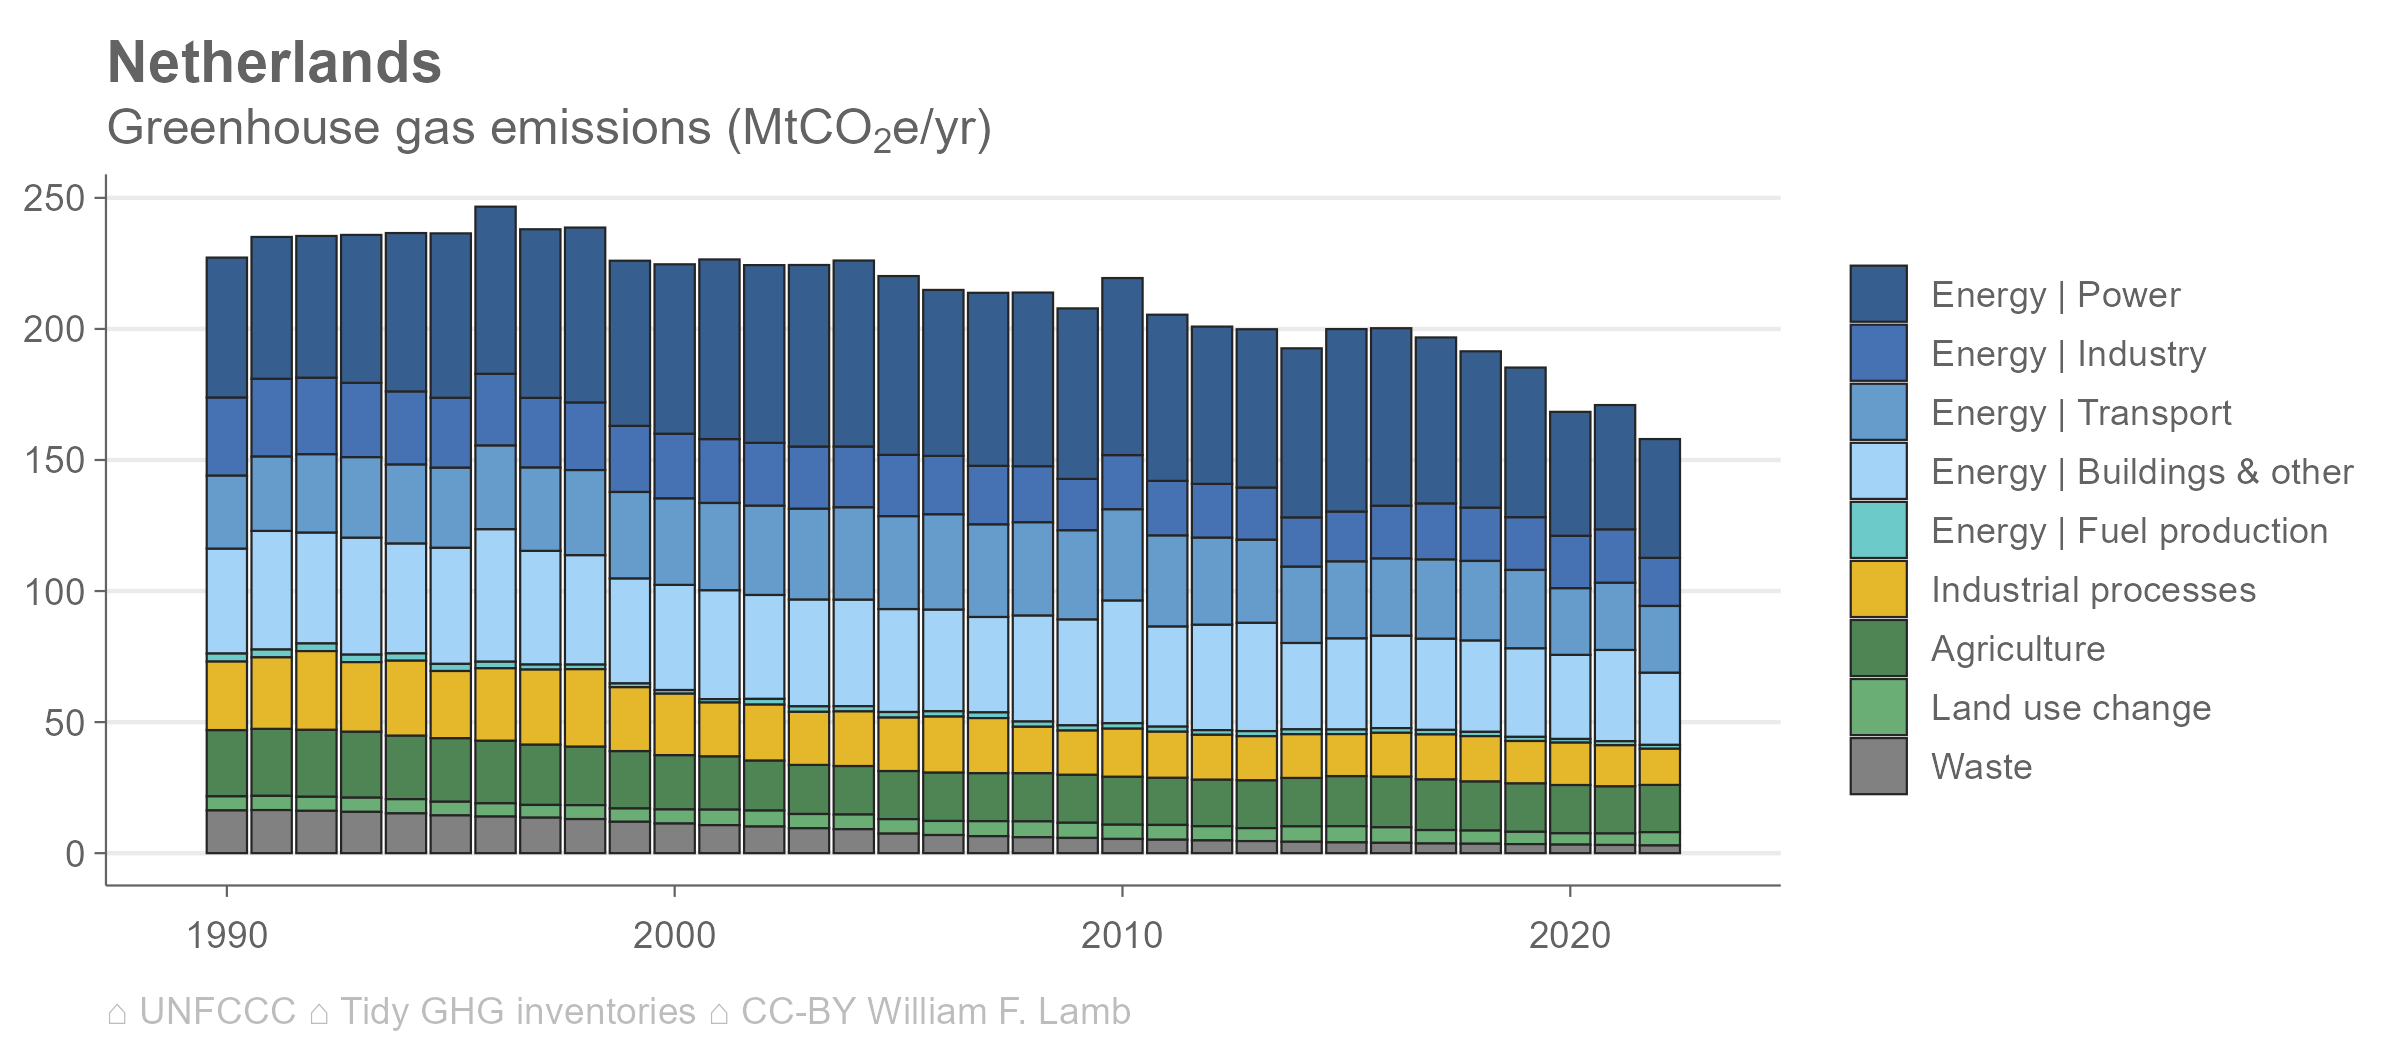 Netherlands
Greenhouse gas emissions (MtCO₂e/yr)
250
200
150
100
50
0
1990 2000 2010 2020
Energy | Power
Energy | Industry
Energy | Transport
Energy | Buildings & other
Energy | Fuel production
Industrial processes
Agriculture
Land use change
Waste
⌂ UNFCCC ⌂ Tidy GHG inventories ⌂ CC-BY William F. Lamb